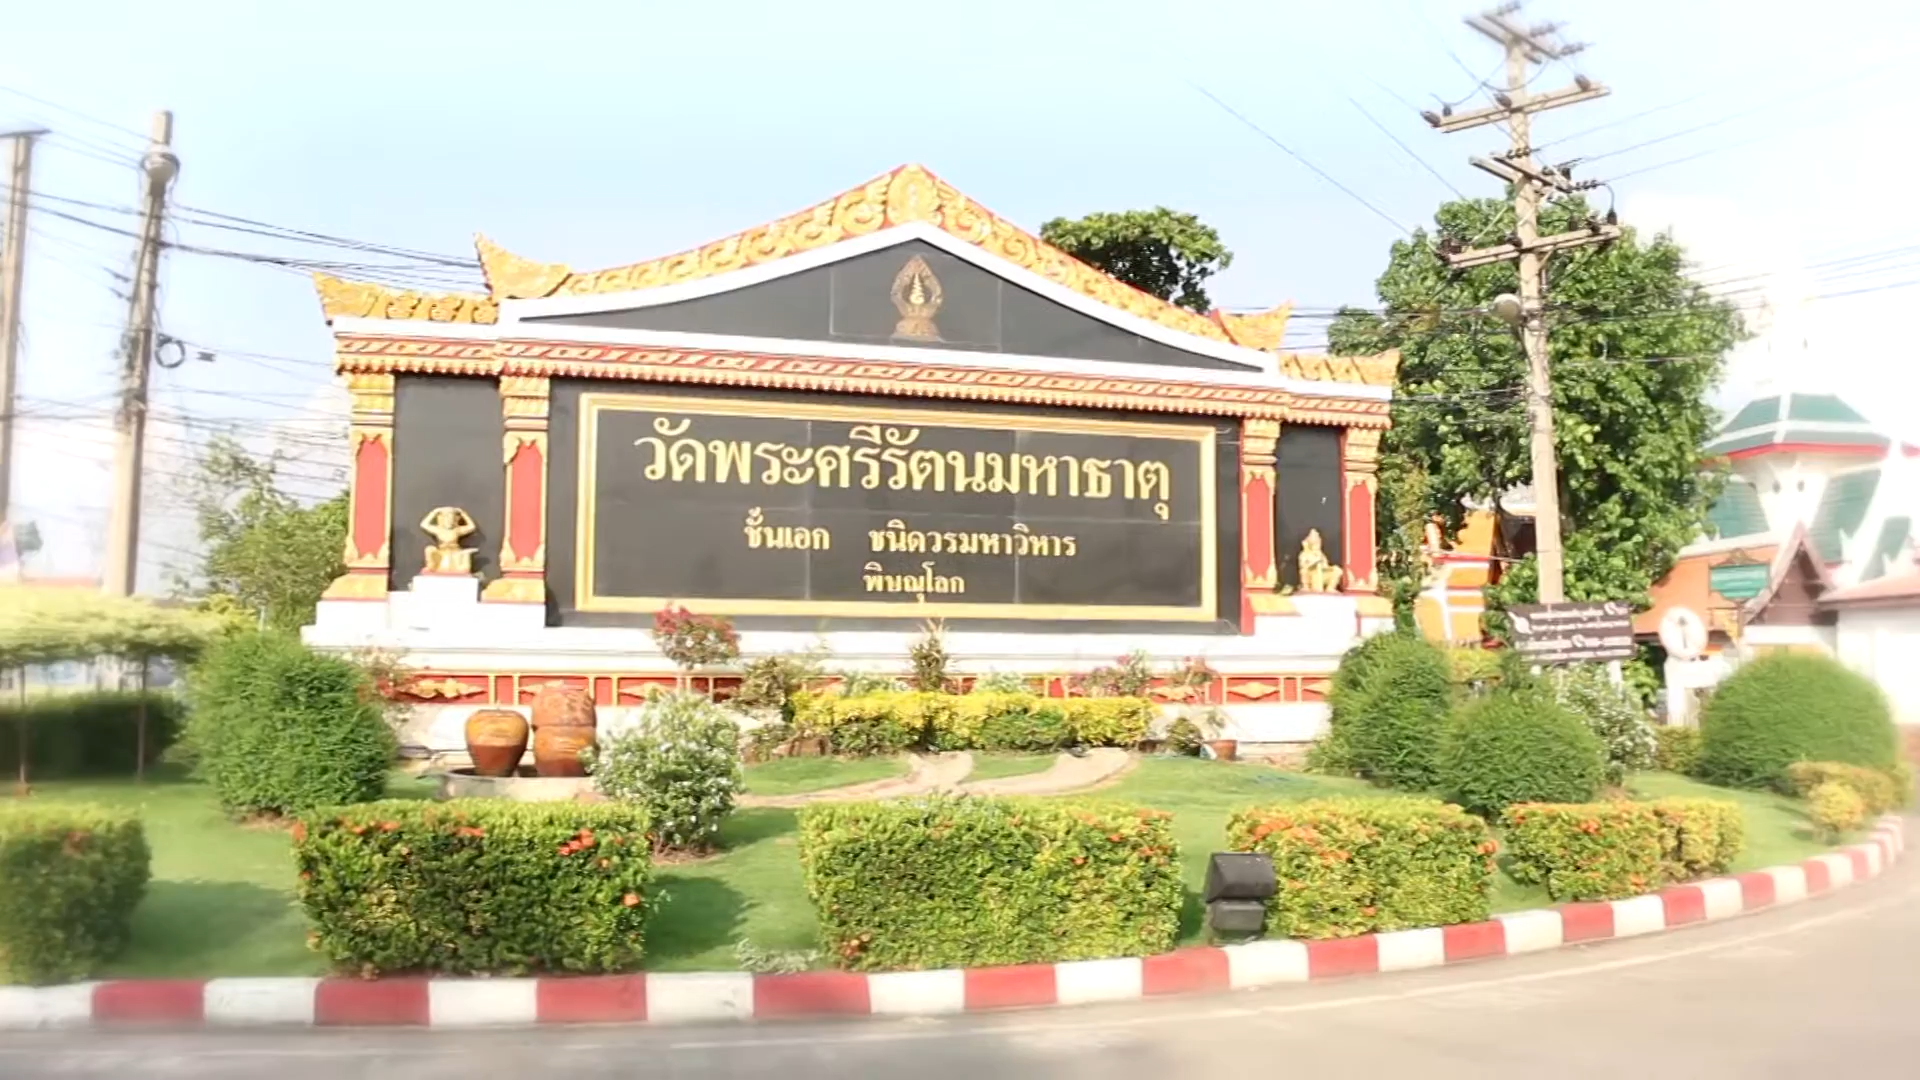 วัดพระศรีรัตนมหาธาตุ
ชั้นเอก ชนิดวรมหาวิหาร
พิษณุโลก